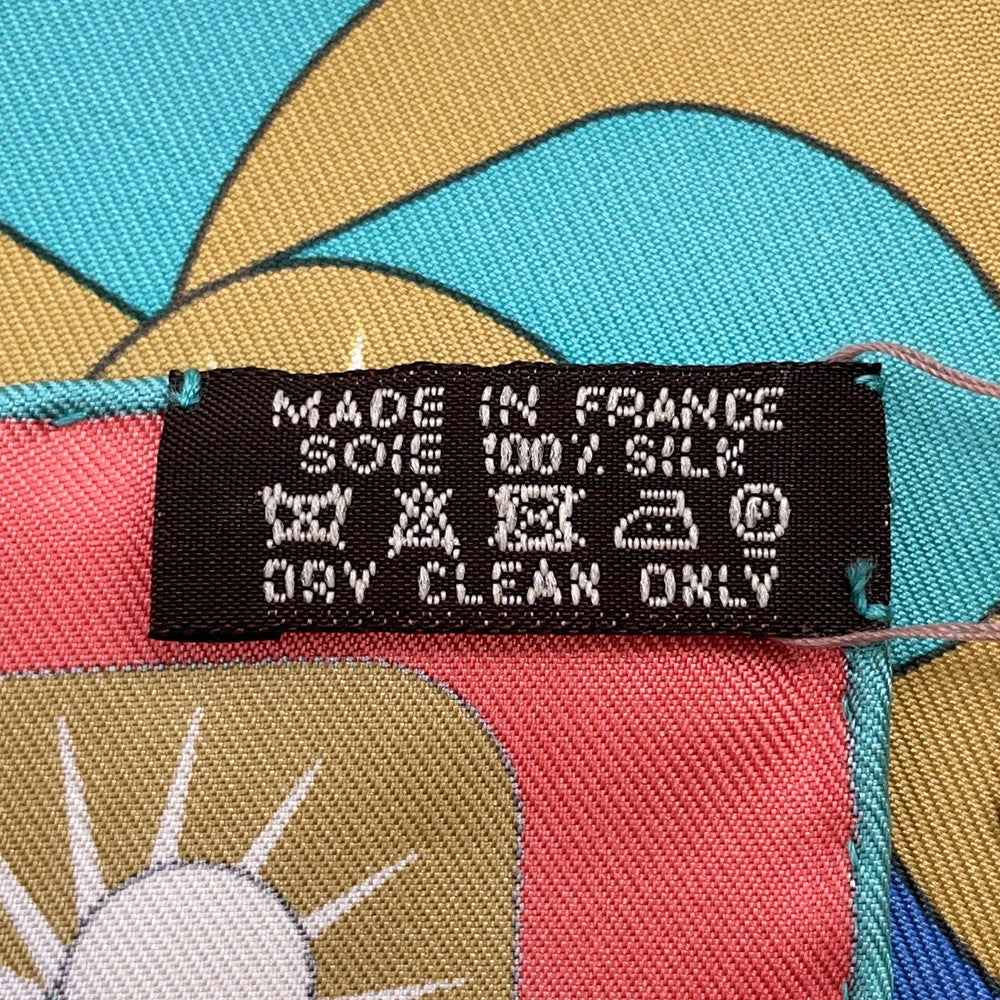 MADE IN FRANCE
SOIE 100% SILK
P
DRY CLEAN ONLY